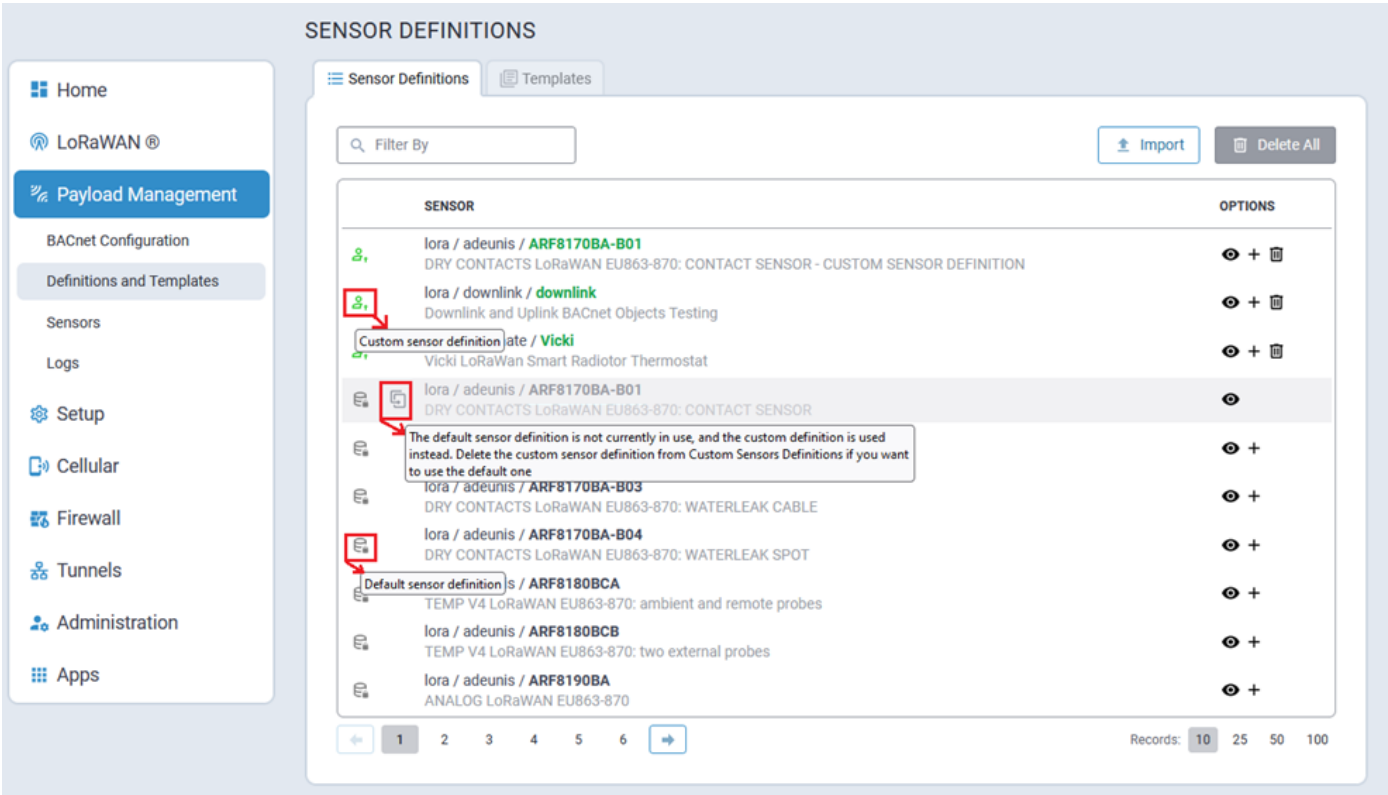 SENSOR DEFINITIONS
Home
LoRaWAN ®
Payload Management
BACnet Configuration
Definitions and Templates
Sensors
Logs
Setup
Cellular
Firewall
Tunnels
Administration
Apps
Sensor Definitions
Templates
Filter By
Import
Delete All
SENSOR
OPTIONS
lora / adeunis / ARF8170BA-B01
DRY CONTACTS LoRaWAN EU863-870: CONTACT SENSOR - CUSTOM SENSOR DEFINITION
lora / downlink / downlink
Downlink and Uplink BACnet Objects Testing
Custom sensor definition
ate / Vicki
Vicki LoRaWan Smart Radiotor Thermostat
lora / adeunis / ARF8170BA-B01
DRY CONTACTS LoRaWAN EU863-870: CONTACT SENSOR
The default sensor definition is not currently in use, and the custom definition is used
instead. Delete the custom sensor definition from Custom Sensors Definitions if you want
to use the default one
lora / adeunis / ARF8170BA-B03
DRY CONTACTS LoRaWAN EU863-870: WATERLEAK CABLE
lora / adeunis / ARF8170BA-B04
DRY CONTACTS LoRaWAN EU863-870: WATERLEAK SPOT
Default sensor definition
s / ARF8180BCA
TEMP V4 LoRaWAN EU863-870: ambient and remote probes
lora / adeunis / ARF8180BCB
TEMP V4 LoRaWAN EU863-870: two external probes
lora / adeunis / ARF8190BA
ANALOG LoRaWAN EU863-870
1 2 3 4 5 6
Records: 10 25 50 100